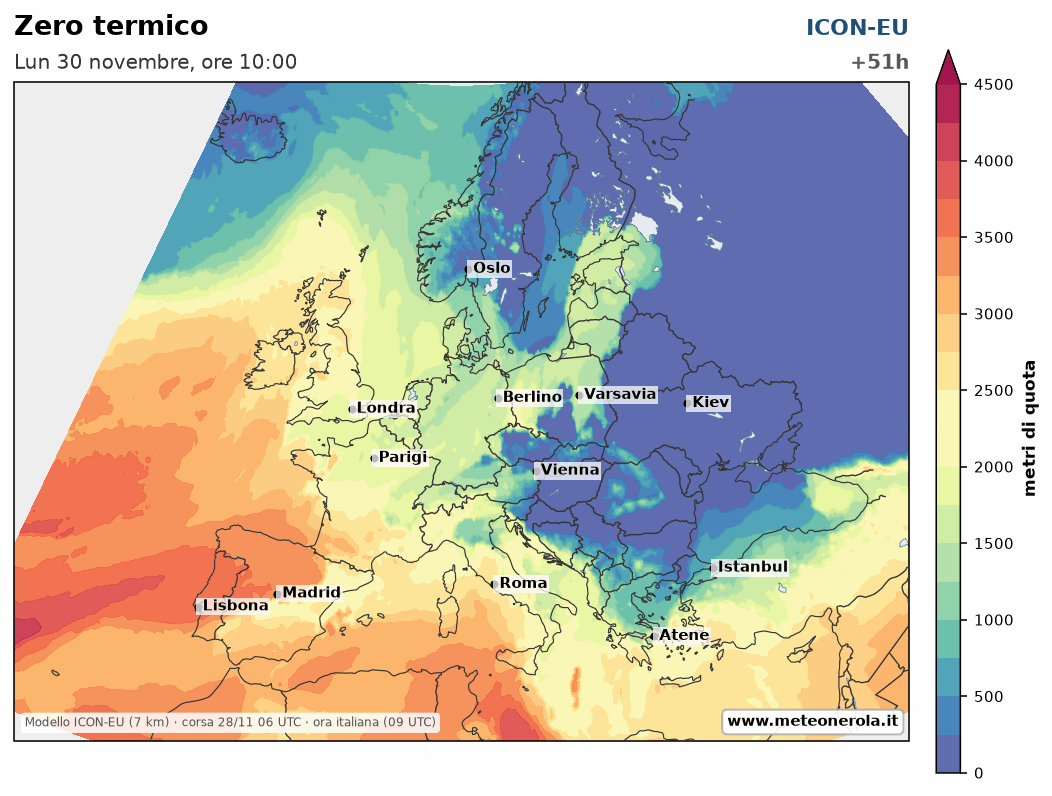 Zero termico
ICON-EU
Lun 30 novembre, ore 10:00
+51h
4500
4000
3500
3000
2500
2000
1500
1000
500
0
metri di quota
Oslo
Londra
Berlino
Varsavia
Kiev
Parigi
Vienna
Istanbul
Roma
Madrid
Lisbona
Atene
Modello ICON-EU (7 km) · corsa 28/11 06 UTC · ora italiana (09 UTC)
www.meteonerola.it